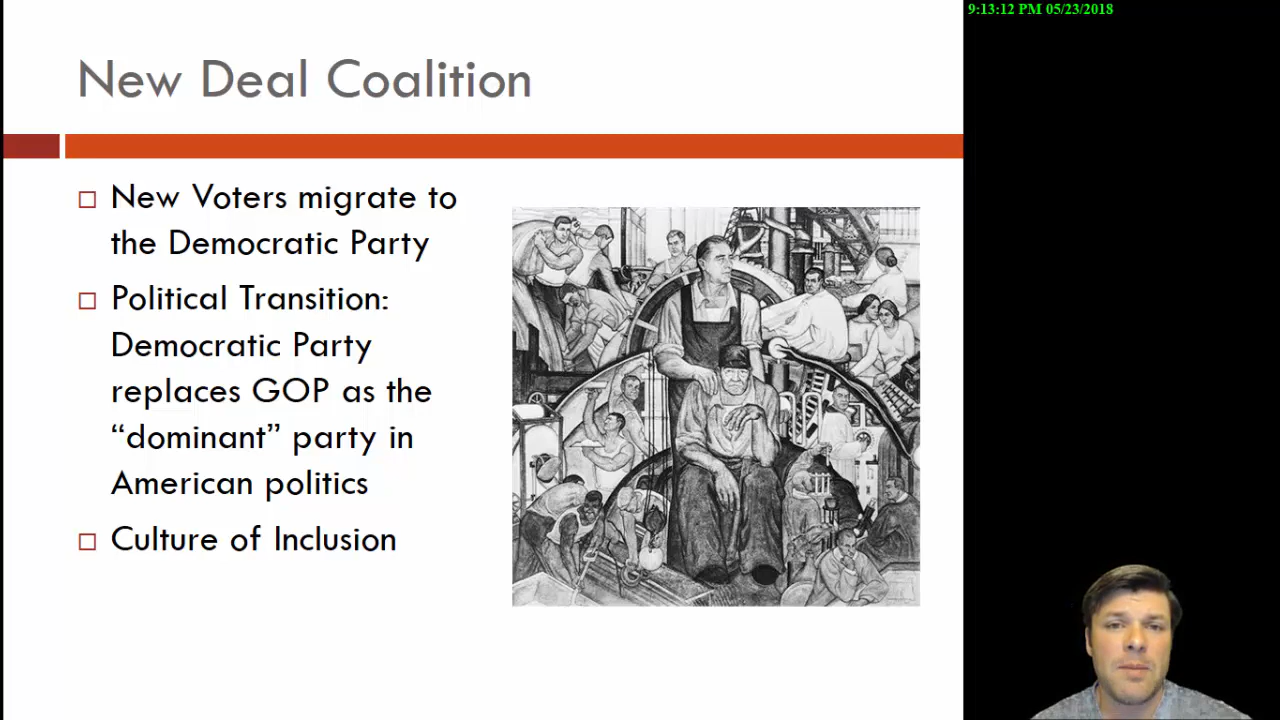 9:13:12 PM 05/23/2018
New Deal Coalition
New Voters migrate to
the Democratic Party
Political Transition:
Democratic Party
replaces GOP as the
“dominant” party in
American politics
Culture of Inclusion